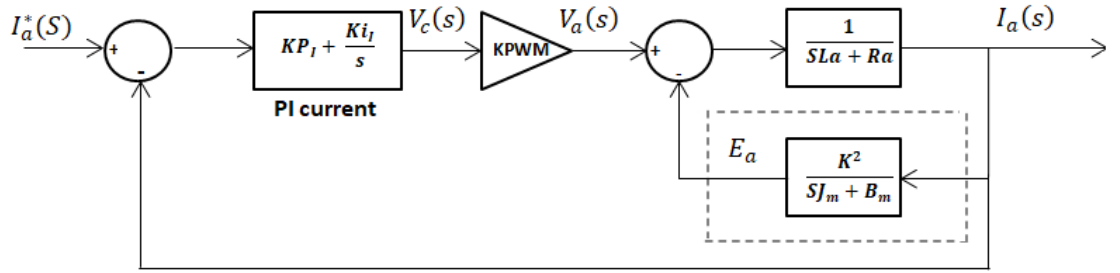 I_a^*(S)
+
-
KP_I + Ki_I/s
PI current
V_c(s)
KPWM
V_a(s)
+
-
1/(SLa + Ra)
I_a(s)
E_a
K^2/(SJ_m + B_m)